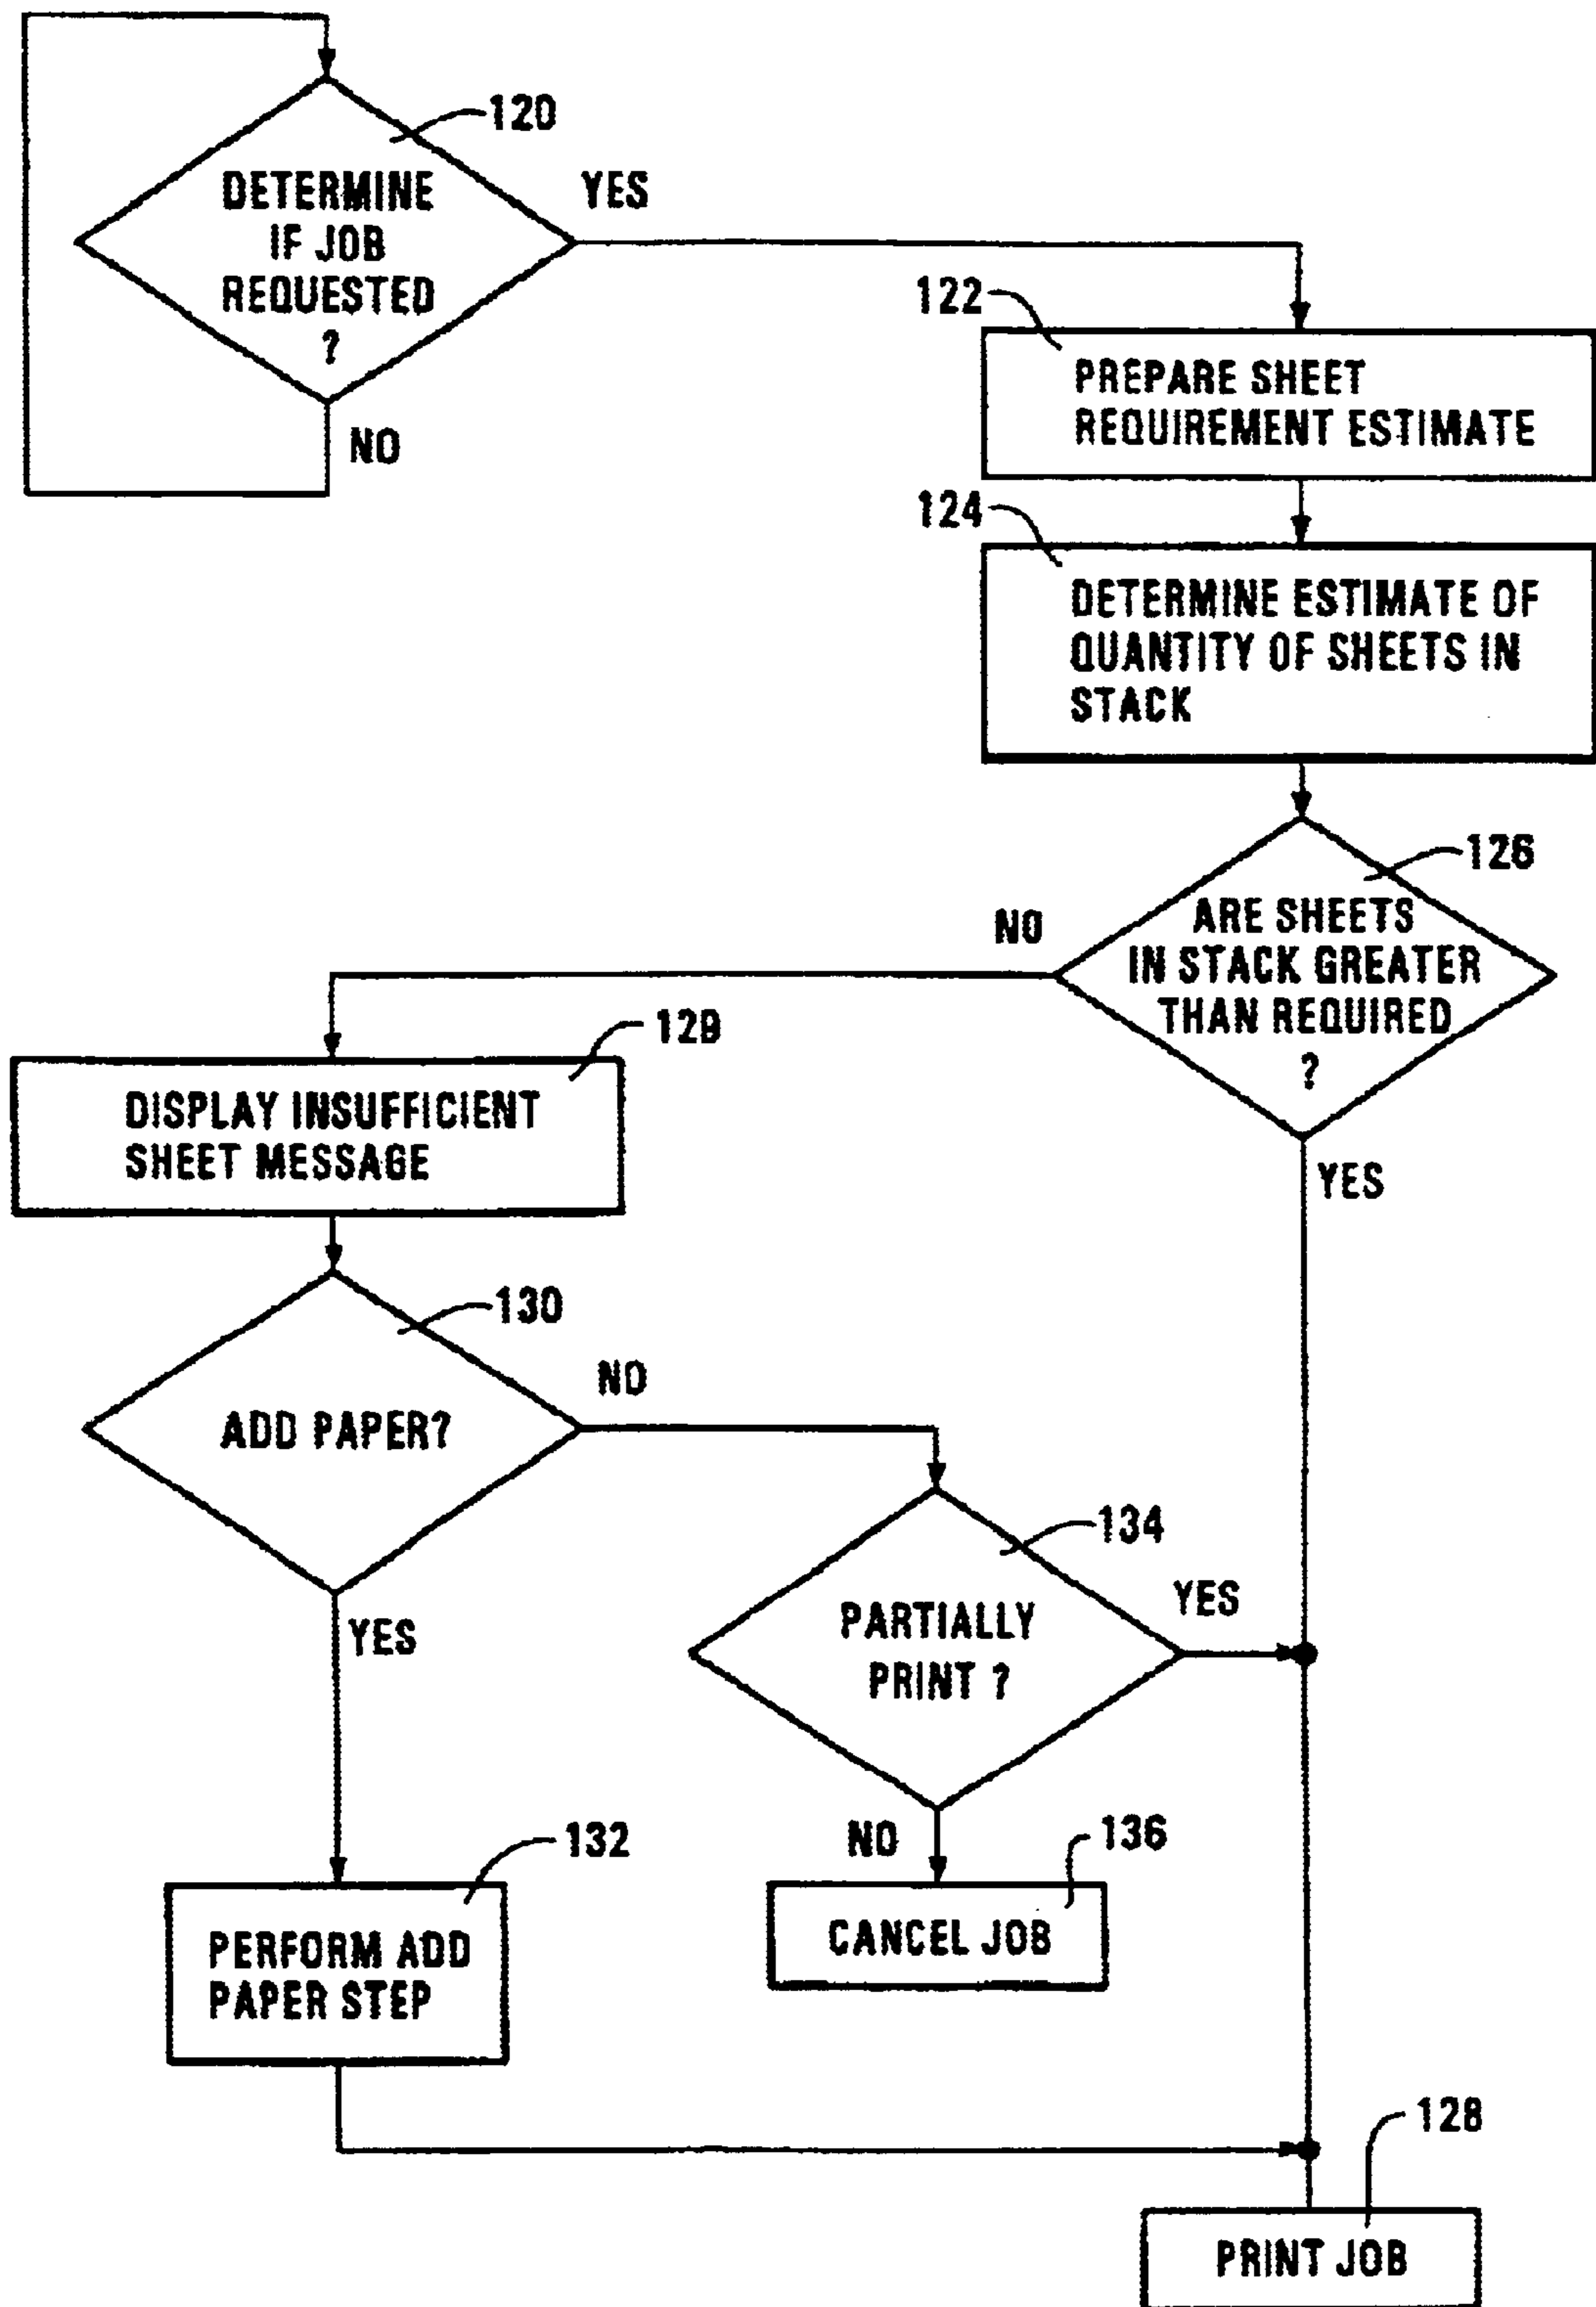 120
DETERMINE
IF JOB
REQUESTED
?
YES
NO
122
PREPARE SHEET
REQUIREMENT ESTIMATE
124
DETERMINE ESTIMATE OF
QUANTITY OF SHEETS IN
STACK
126
ARE SHEETS
IN STACK GREATER
THAN REQUIRED
?
NO
YES
129
DISPLAY INSUFFICIENT
SHEET MESSAGE
130
ADD PAPER?
NO
YES
134
PARTIALLY
PRINT ?
YES
NO
132
PERFORM ADD
PAPER STEP
136
CANCEL JOB
128
PRINT JOB